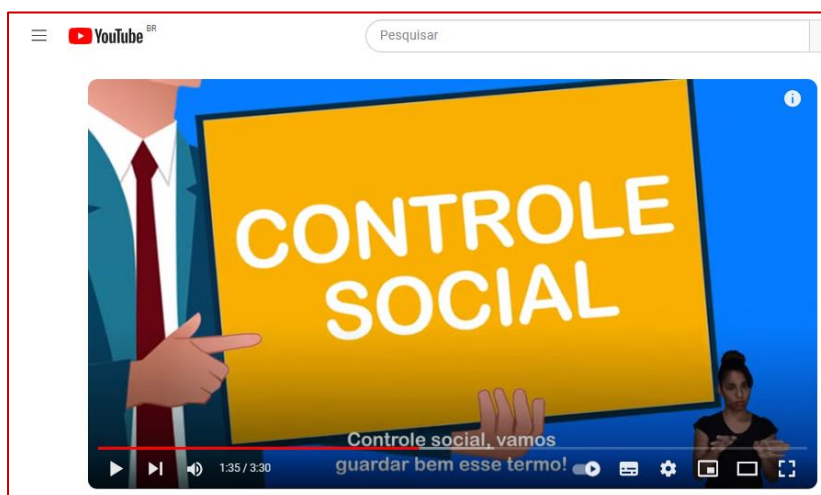 YouTube BR
Pesquisar
CONTROLE
SOCIAL
Controle social, vamos
guardar bem esse termo!
1:35 / 3:30